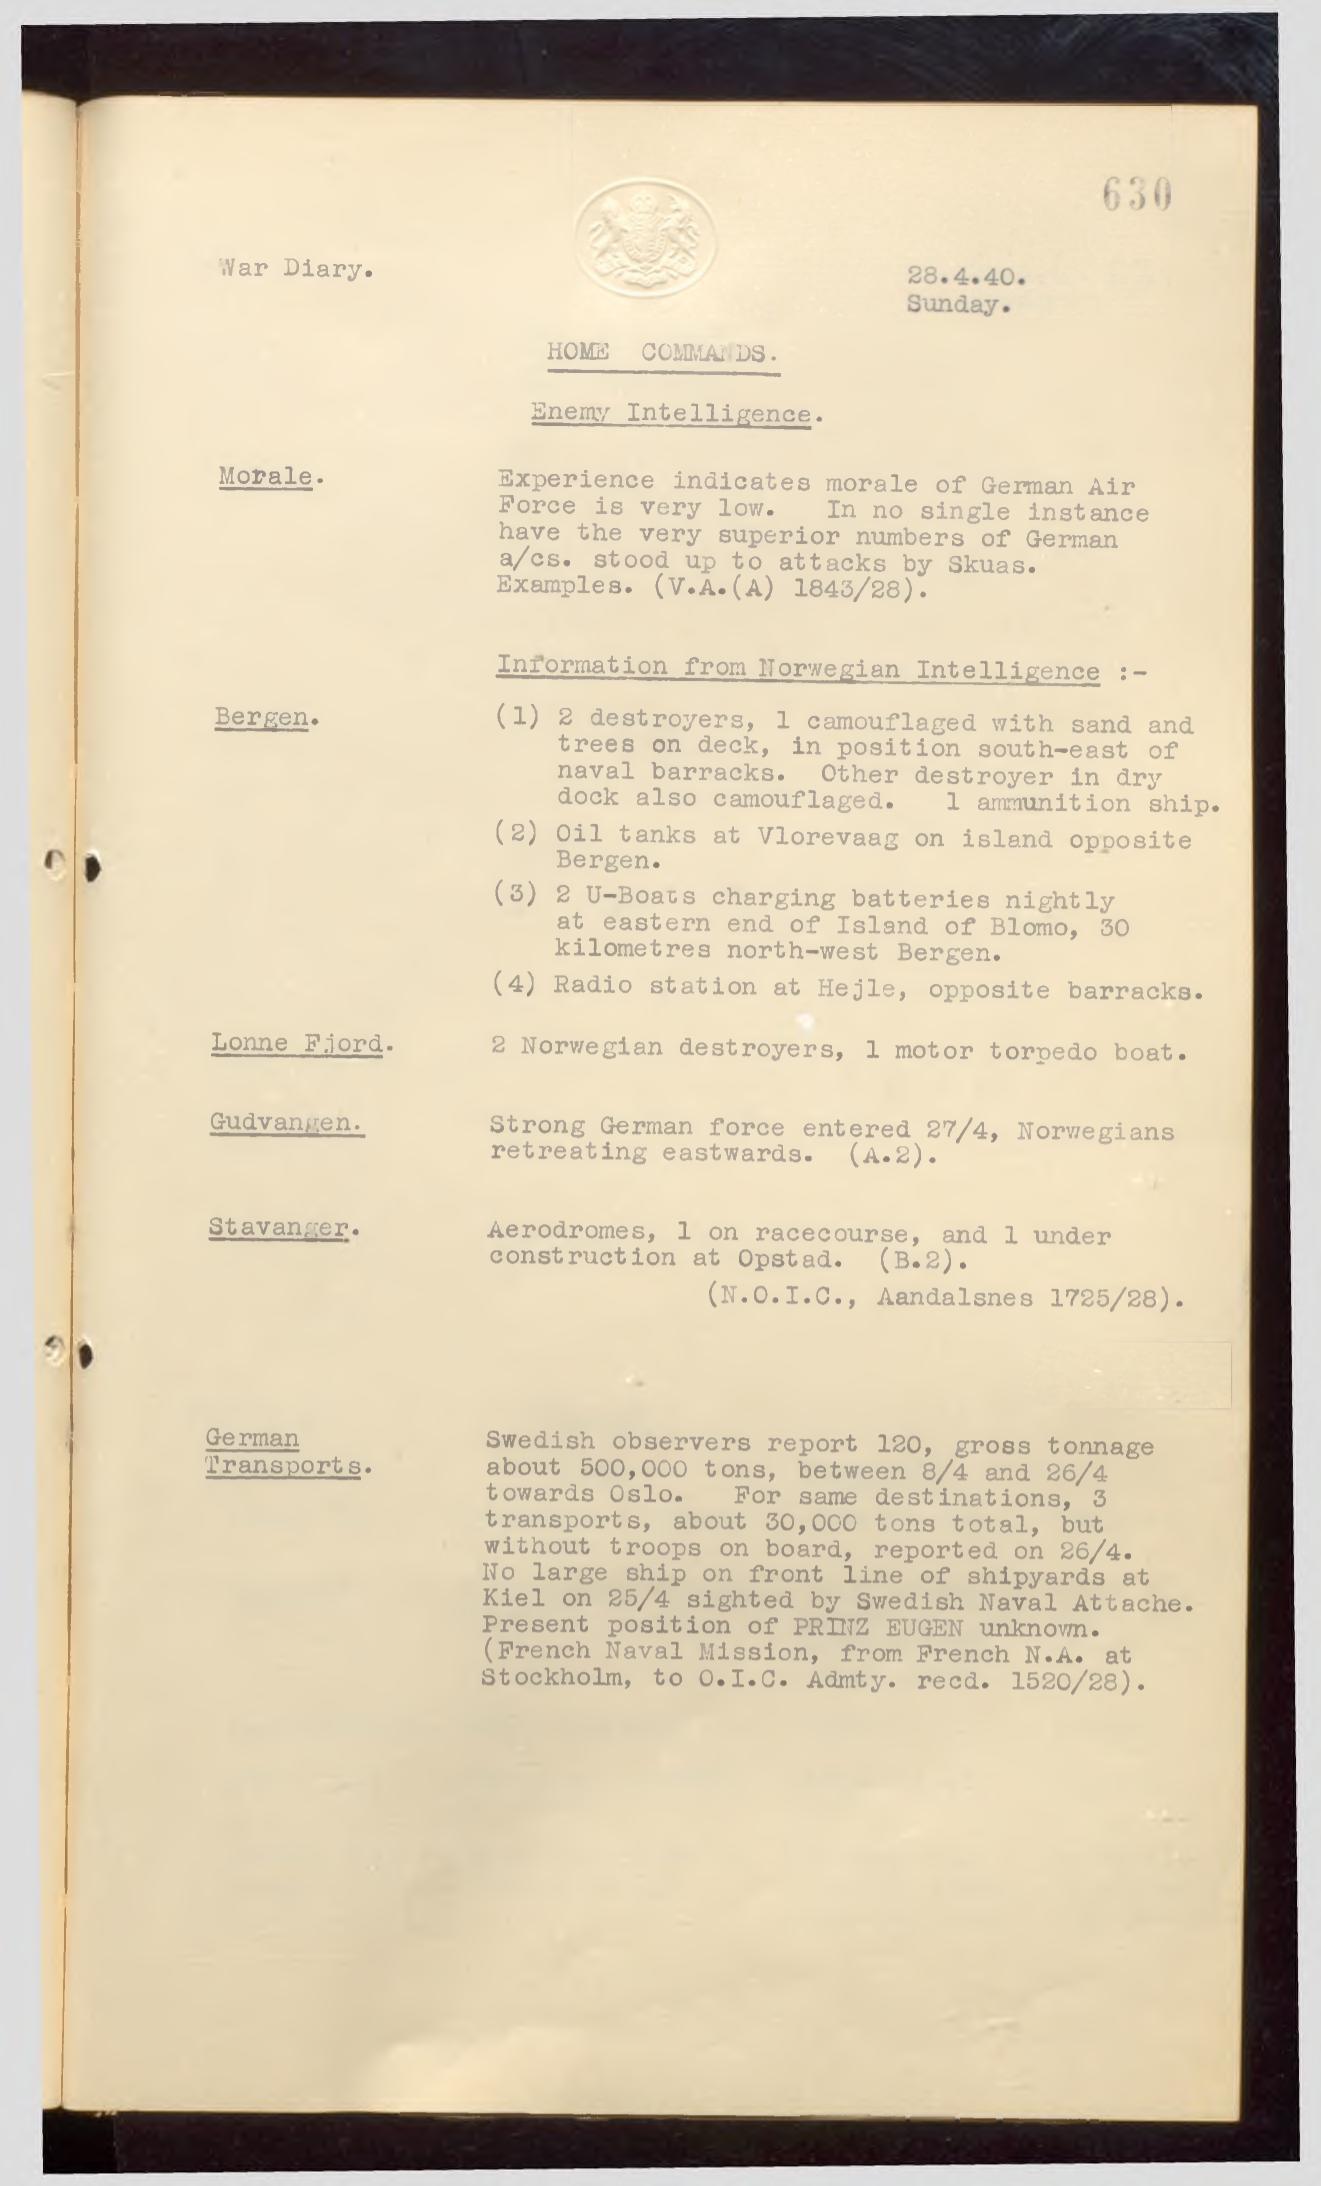 630
War Diary.
28.4.40.
Sunday.
HOME COMMANDS.
Enemy Intelligence.
Morale.
Experience indicates morale of German Air
Force is very low. In no single instance
have the very superior numbers of German
a/cs. stood up to attacks by Skuas.
Examples. (V.A.(A) 1843/28).
Information from Norwegian Intelligence :-
Bergen.
(1) 2 destroyers, 1 camouflaged with sand and
trees on deck, in position south-east of
naval barracks. Other destroyer in dry
dock also camouflaged. 1 ammunition ship.
(2) Oil tanks at Vlorevaag on island opposite
Bergen.
(3) 2 U-Boats charging batteries nightly
at eastern end of Island of Blomo, 30
kilometres north-west Bergen.
(4) Radio station at Hejle, opposite barracks.
Lonne Fjord.
2 Norwegian destroyers, 1 motor torpedo boat.
Gudvangen.
Strong German force entered 27/4, Norwegians
retreating eastwards. (A.2).
Stavanger.
Aerodromes, 1 on racecourse, and 1 under
construction at Opstad. (B.2).
(N.O.I.C., Aandalsnes 1725/28).
German
Transports.
Swedish observers report 120, gross tonnage
about 500,000 tons, between 8/4 and 26/4
towards Oslo. For same destinations, 3
transports, about 30,000 tons total, but
without troops on board, reported on 26/4.
No large ship on front line of shipyards at
Kiel on 25/4 sighted by Swedish Naval Attache.
Present position of PRINZ EUGEN unknown.
(French Naval Mission, from French N.A. at
Stockholm, to O.I.C. Admty. recd. 1520/28).